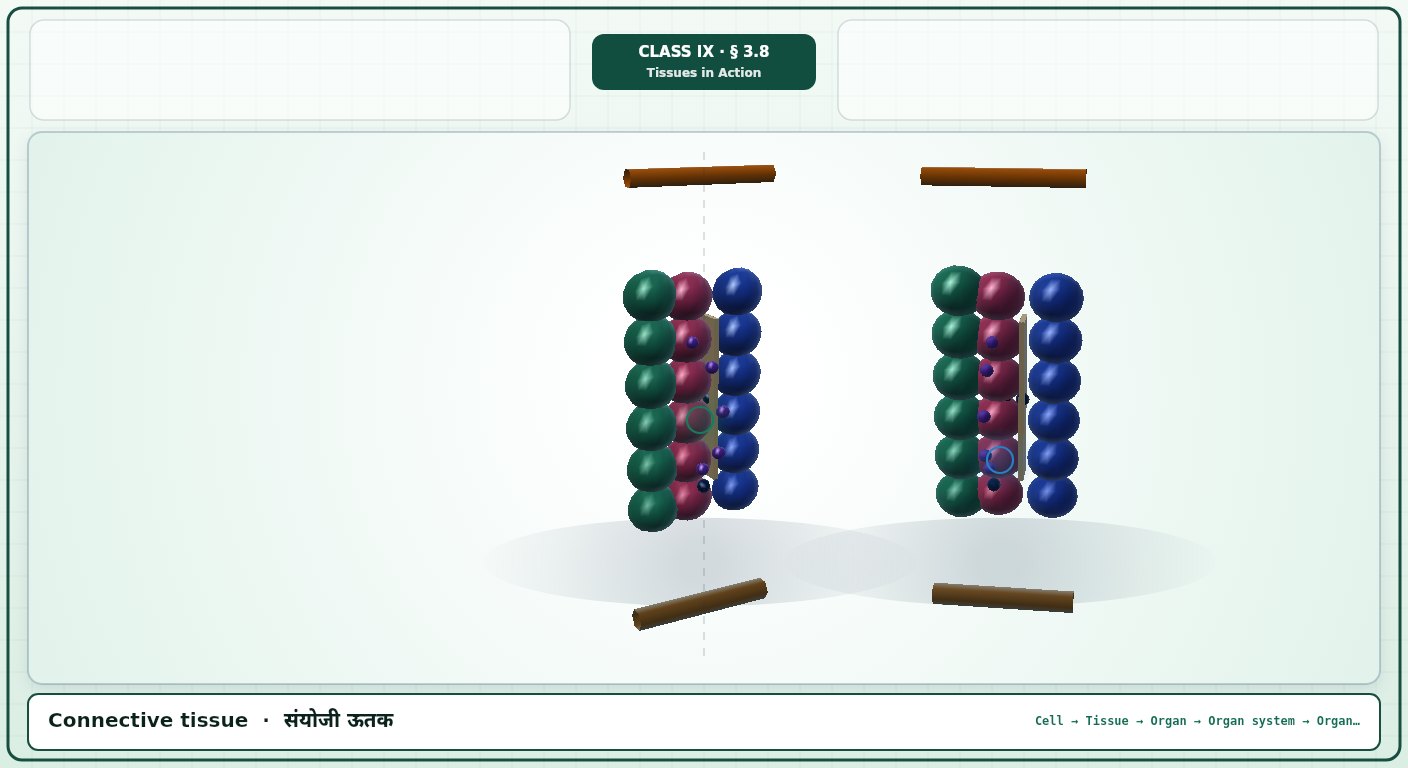 CLASS IX · § 3.8
Tissues in Action
Connective tissue · संयोजी ऊतक
Cell → Tissue → Organ → Organ system → Organ…